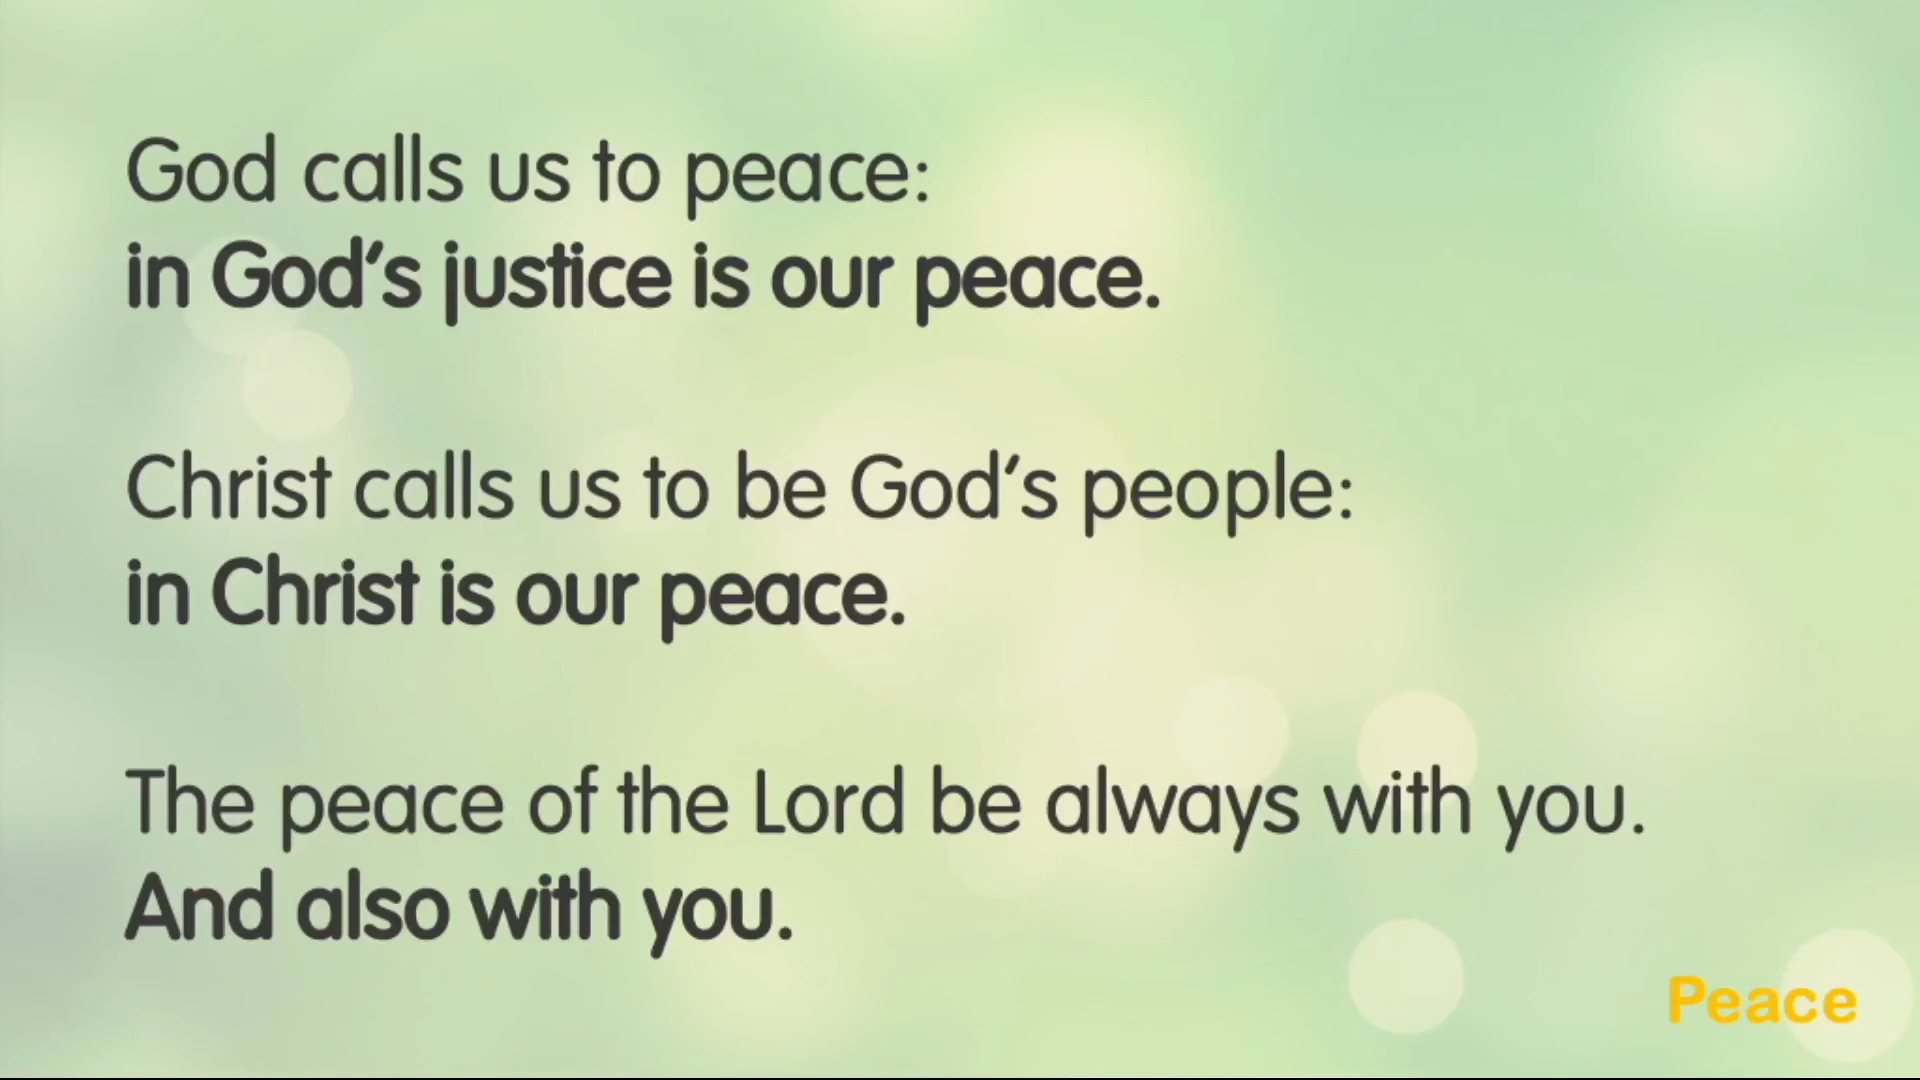 God calls us to peace:
in God’s justice is our peace.
Christ calls us to be God’s people:
in Christ is our peace.
The peace of the Lord be always with you.
And also with you.
Peace